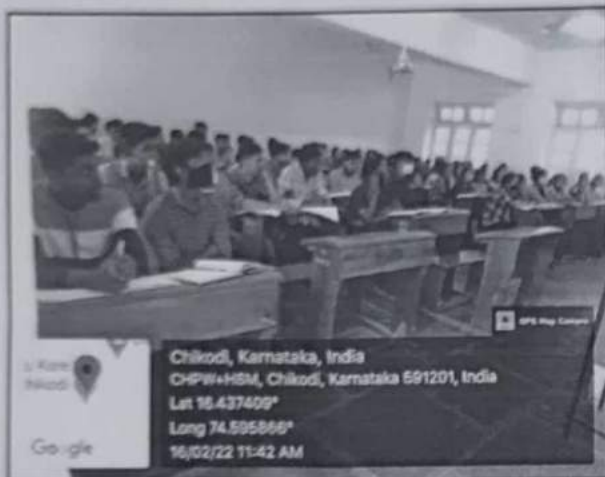 GPS Map Camera
Chikodi, Karnataka, India
CHPW+HSM, Chikodi, Karnataka 591201, India
Lat 16.437409°
Long 74.595866°
16/02/22 11:42 AM
Google